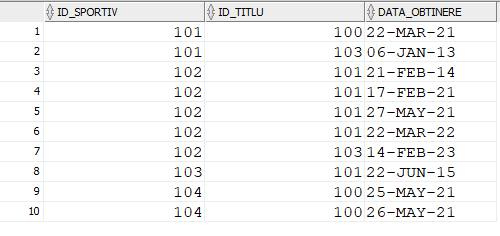 ID_SPORTIV ID_TITLU DATA_OBTINERE
1 101 100 22-MAR-21
2 101 103 06-JAN-13
3 102 101 21-FEB-14
4 102 101 17-FEB-21
5 102 101 27-MAY-21
6 102 101 22-MAR-22
7 102 103 14-FEB-23
8 103 101 22-JUN-15
9 104 100 25-MAY-21
10 104 100 26-MAY-21